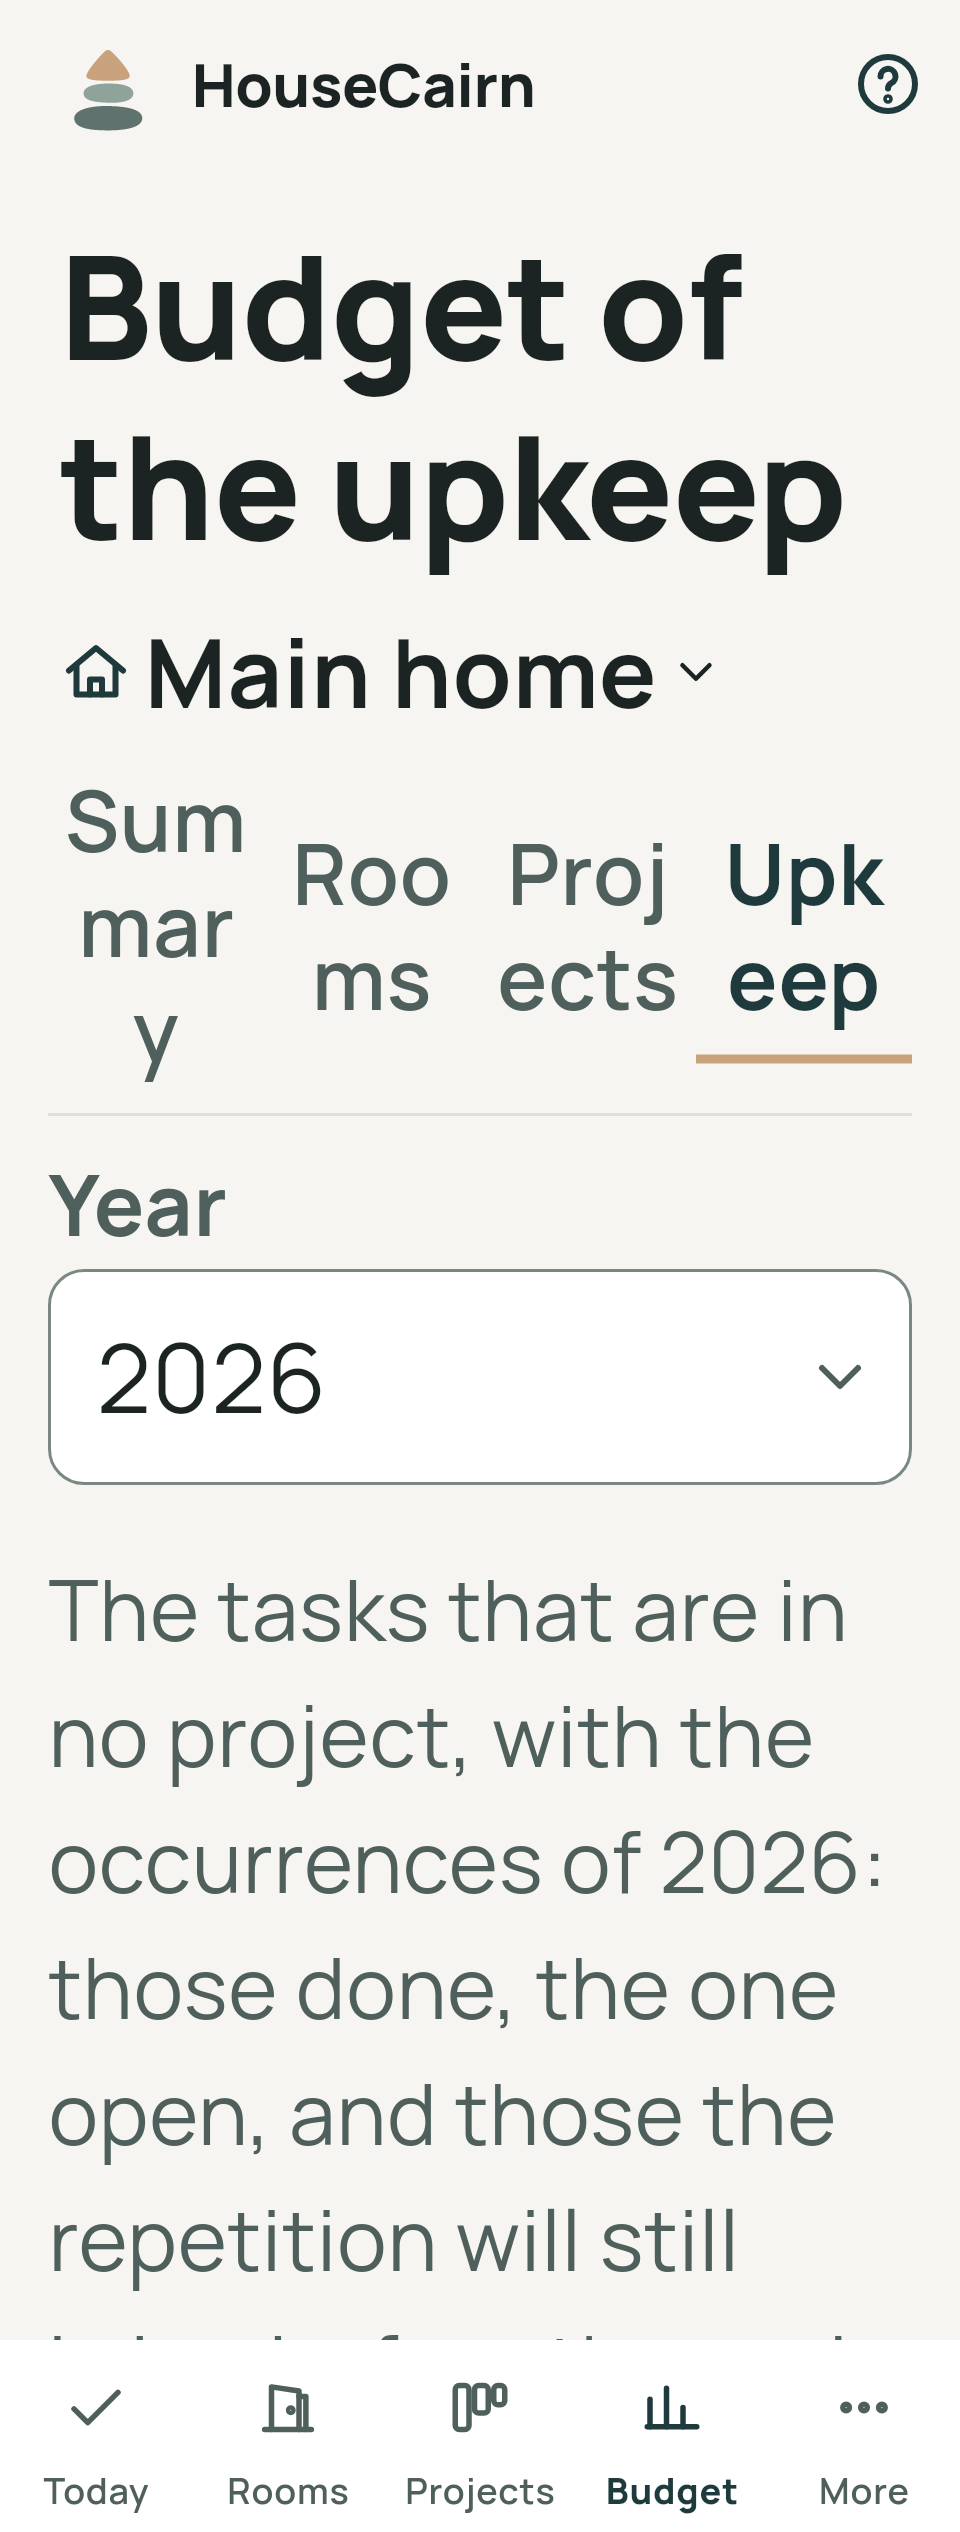 HouseCairn
Budget of
the upkeep
Main home
Sum
mar
y
Roo
ms
Proj
ects
Upk
eep
Year
2026
The tasks that are in
no project, with the
occurrences of 2026:
those done, the one
open, and those the
repetition will still
Today
Rooms
Projects
Budget
More